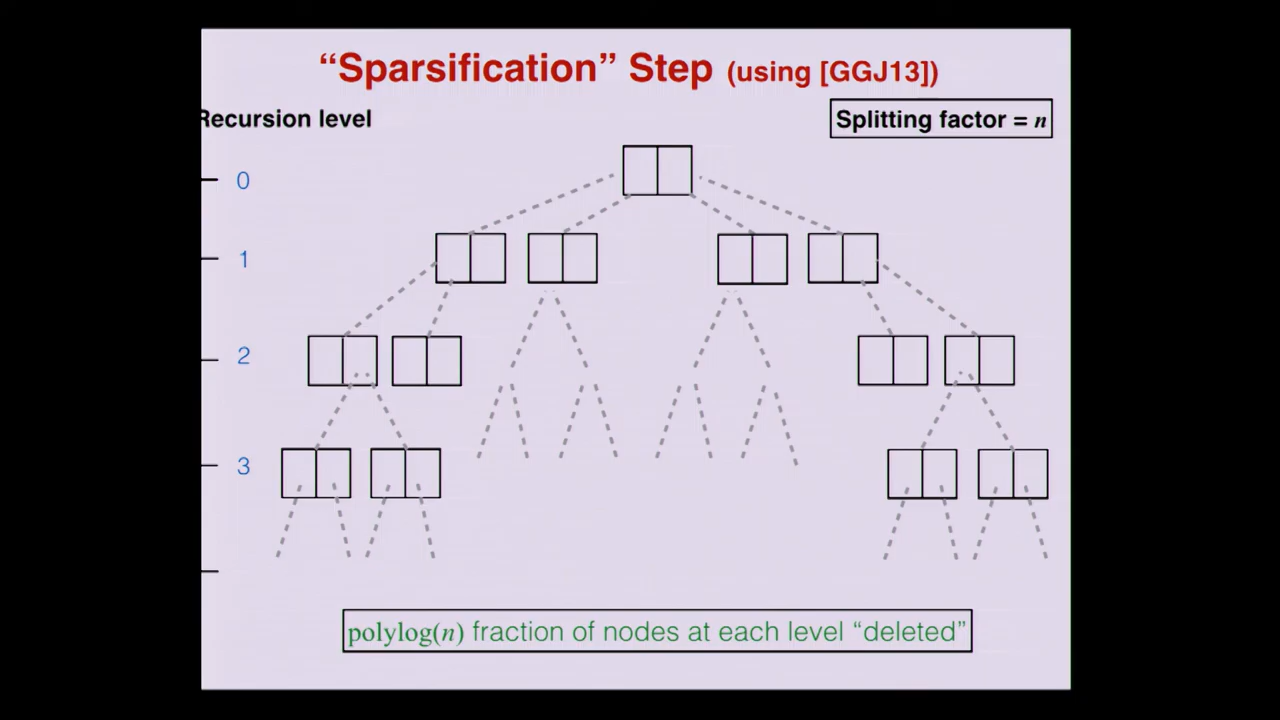 “Sparsification” Step (using [GGJ13])
Recursion level
Splitting factor = n
0
1
2
3
polylog(n) fraction of nodes at each level “deleted”